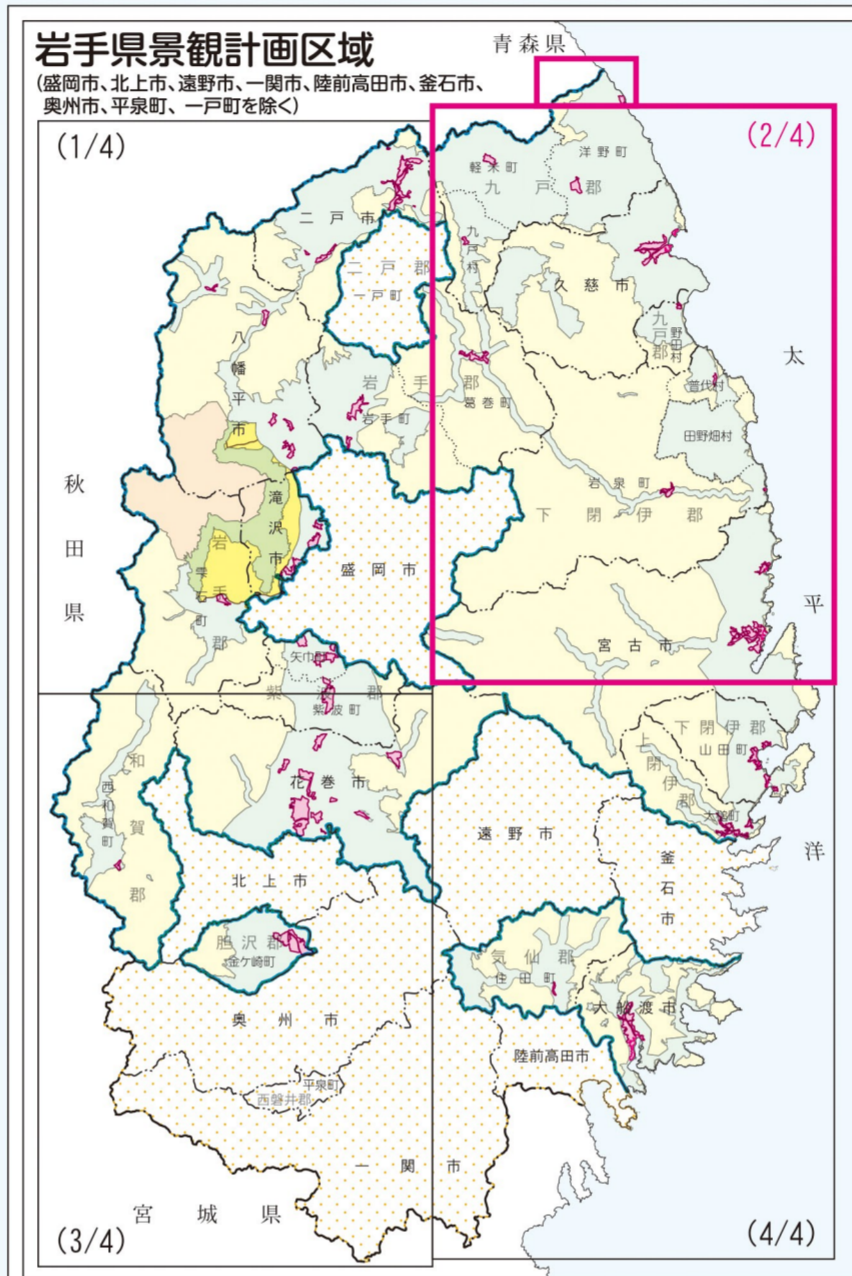 岩手県景観計画区域
(盛岡市、北上市、遠野市、一関市、陸前高田市、釜石市、
奥州市、平泉町、一戸町を除く)
青森県
(1/4)
(2/4)
軽米町
洋野町
九戸郡
二戸市
九戸村
二戸郡
一戸町
久慈市
九戸郡
野田村
太
八幡平市
岩手郡
岩手町
葛巻町
普代村
田野畑村
岩泉町
下閉伊郡
秋田県
滝沢市
岩手郡
雫石町
盛岡市
平
宮古市
矢巾町
紫波郡
紫波町
下閉伊郡
山田町
上閉伊郡
大槌町
和賀郡
西和賀町
花巻市
遠野市
釜石市
洋
北上市
胆沢郡
金ケ崎町
気仙郡
住田町
大船渡市
奥州市
陸前高田市
平泉町
西磐井郡
一関市
宮城県
(3/4)
(4/4)